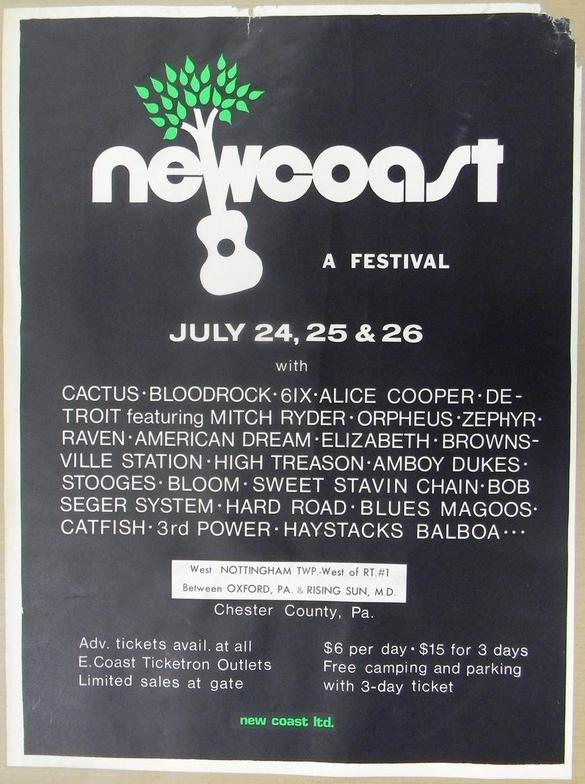 newcoast
A FESTIVAL
JULY 24, 25 & 26
with
CACTUS·BLOODROCK·6IX·ALICE COOPER·DE-
TROIT featuring MITCH RYDER·ORPHEUS·ZEPHYR·
RAVEN·AMERICAN DREAM·ELIZABETH·BROWNS-
VILLE STATION·HIGH TREASON·AMBOY DUKES·
STOOGES·BLOOM·SWEET STAVIN CHAIN·BOB
SEGER SYSTEM·HARD ROAD·BLUES MAGOOS·
CATFISH·3rd POWER·HAYSTACKS BALBOA···
West NOTTINGHAM TWP.-West of RT.#1
Between OXFORD, PA. & RISING SUN, M D.
Chester County, Pa.
Adv. tickets avail. at all
E.Coast Ticketron Outlets
Limited sales at gate
$6 per day·$15 for 3 days
Free camping and parking
with 3-day ticket
new coast ltd.